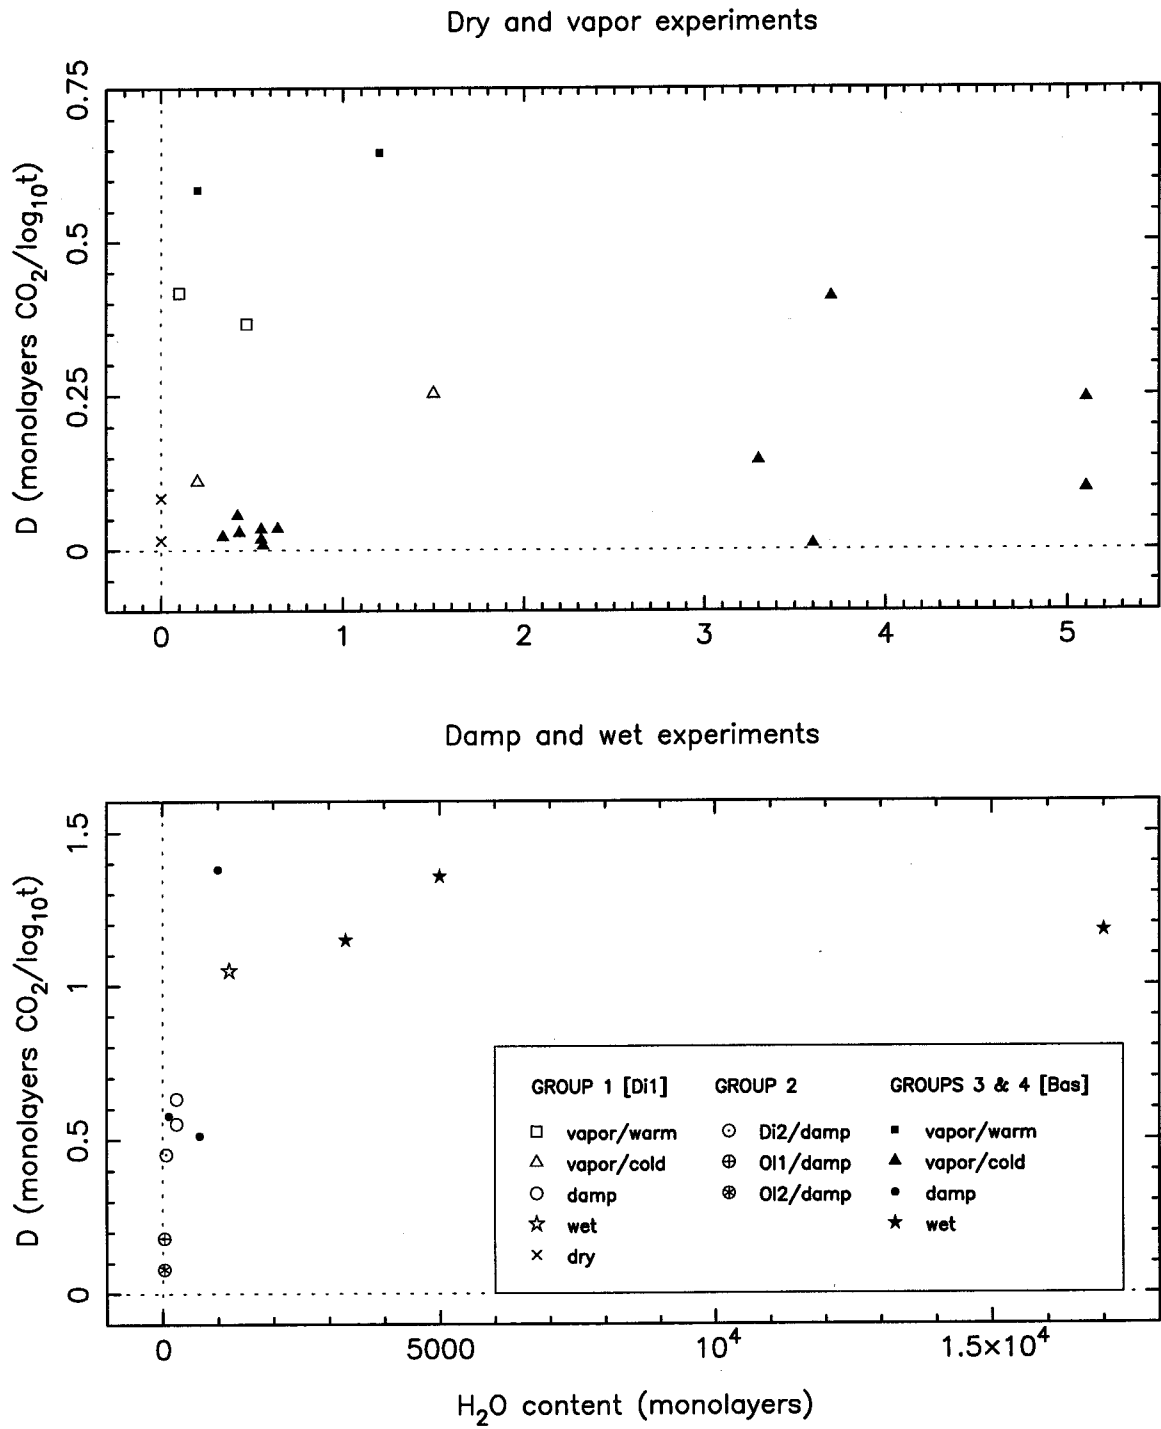 Dry and vapor experiments
D (monolayers CO2/log10t)
0.75
0.5
0.25
0
0 1 2 3 4 5
Damp and wet experiments
D (monolayers CO2/log10t)
1.5
1
0.5
0
GROUP 1 [Di1] GROUP 2 GROUPS 3 & 4 [Bas]
vapor/warm Di2/damp vapor/warm
vapor/cold Ol1/damp vapor/cold
damp Ol2/damp damp
wet wet
dry
0 5000 10^4 1.5×10^4
H2O content (monolayers)